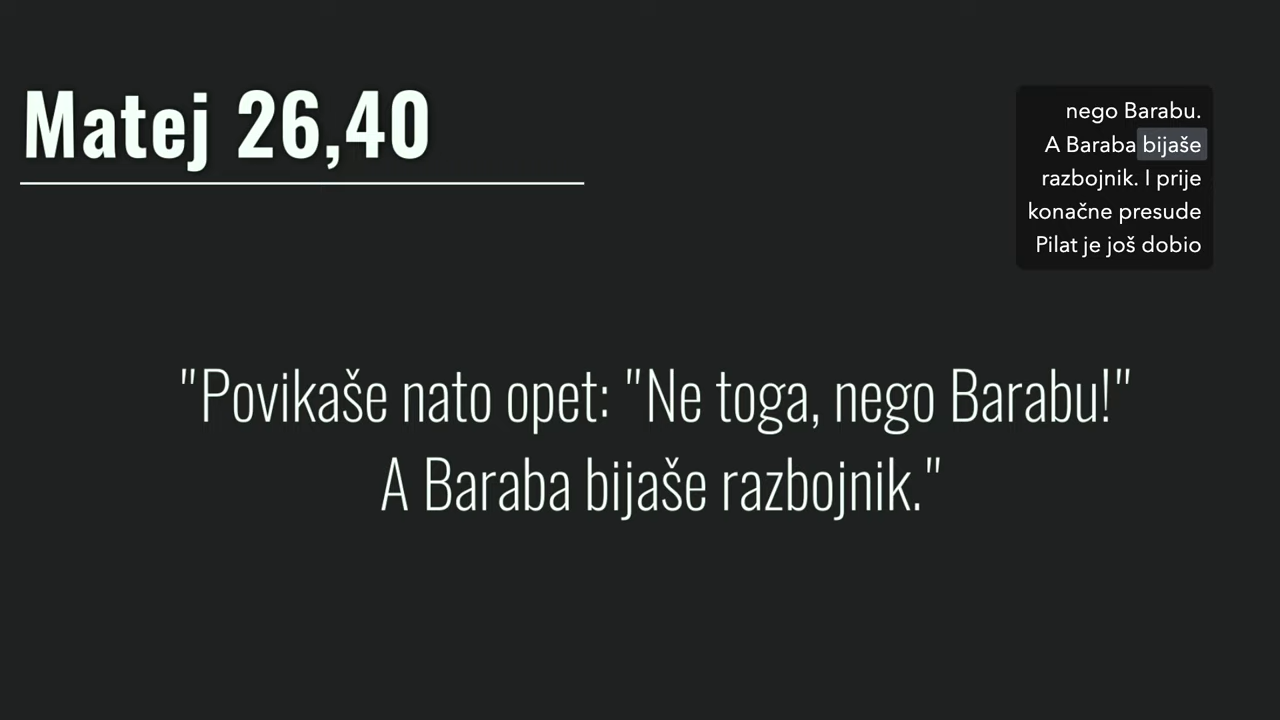 Matej 26,40
nego Barabu.
A Baraba bijaše
razbojnik. I prije
konačne presude
Pilat je još dobio
"Povikaše nato opet: "Ne toga, nego Barabu!"
A Baraba bijaše razbojnik."